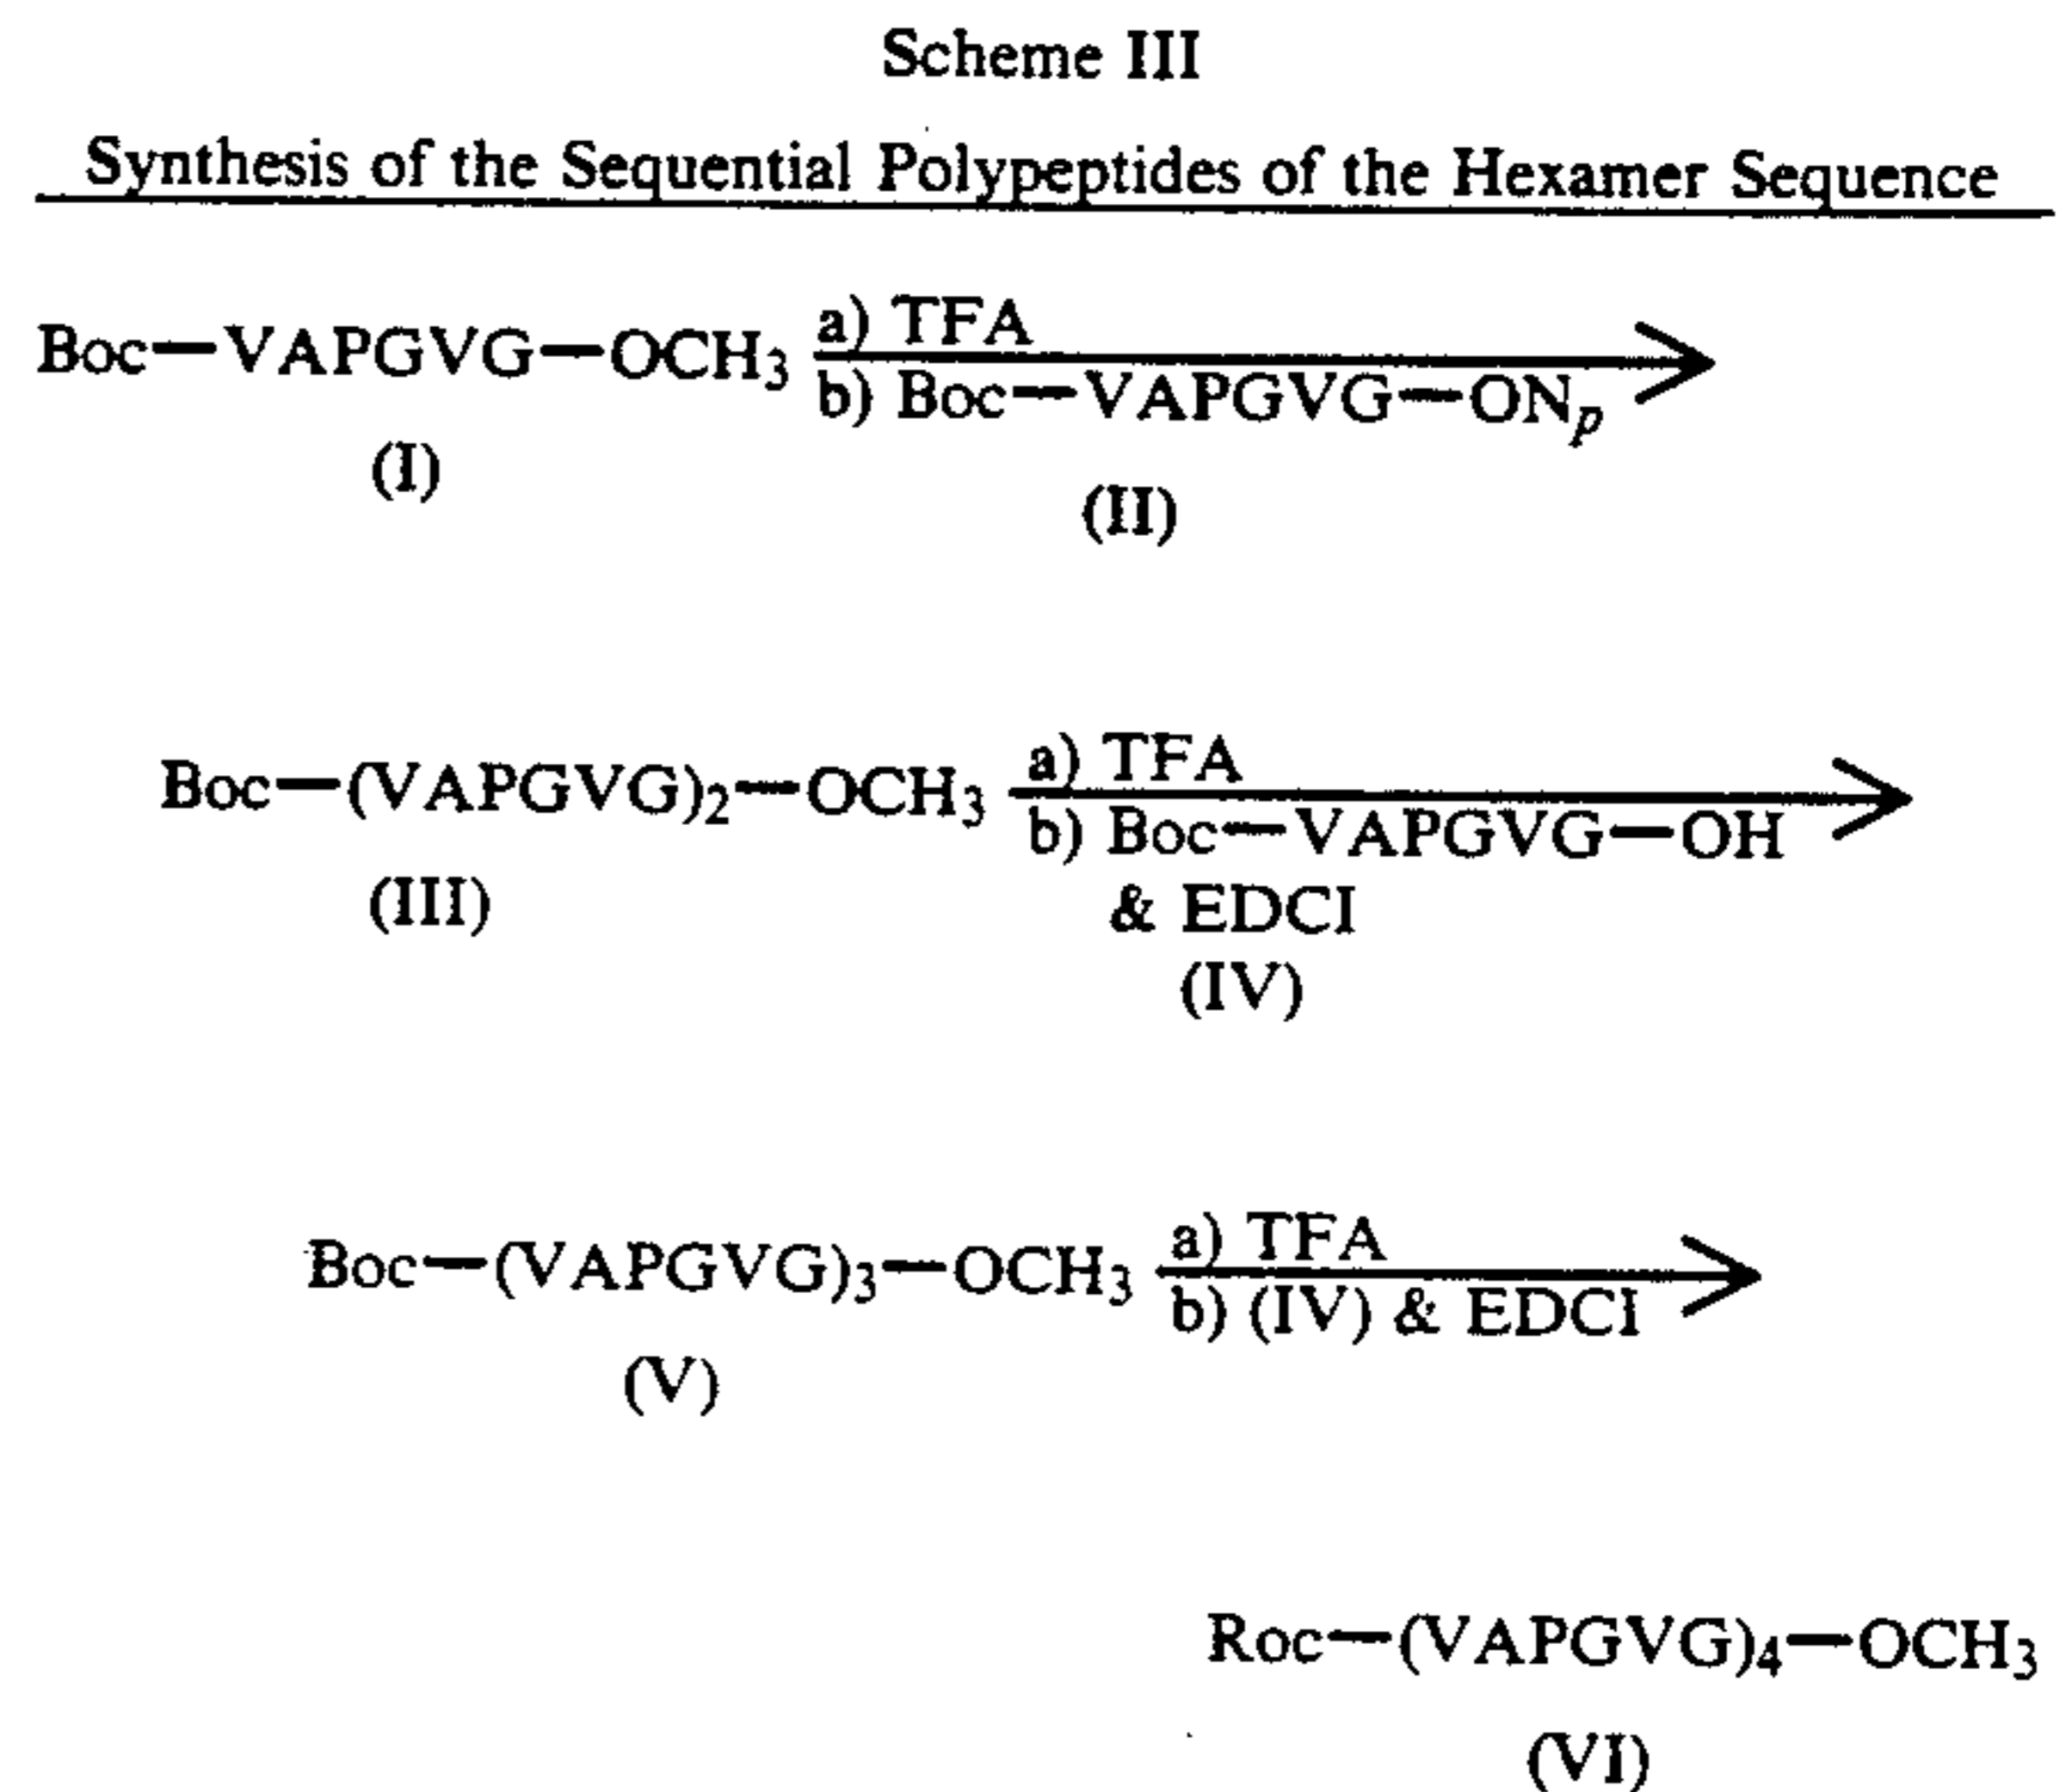 Scheme III
Synthesis of the Sequential Polypeptides of the Hexamer Sequence
Boc—VAPGVG—OCH₃ a) TFA
b) Boc—VAPGVG—ONₚ
(I)
(II)
Boc—(VAPGVG)₂—OCH₃ a) TFA
b) Boc—VAPGVG—OH
& EDCI
(III)
(IV)
Boc—(VAPGVG)₃—OCH₃ a) TFA
b) (IV) & EDCI
(V)
Roc—(VAPGVG)₄—OCH₃
(VI)